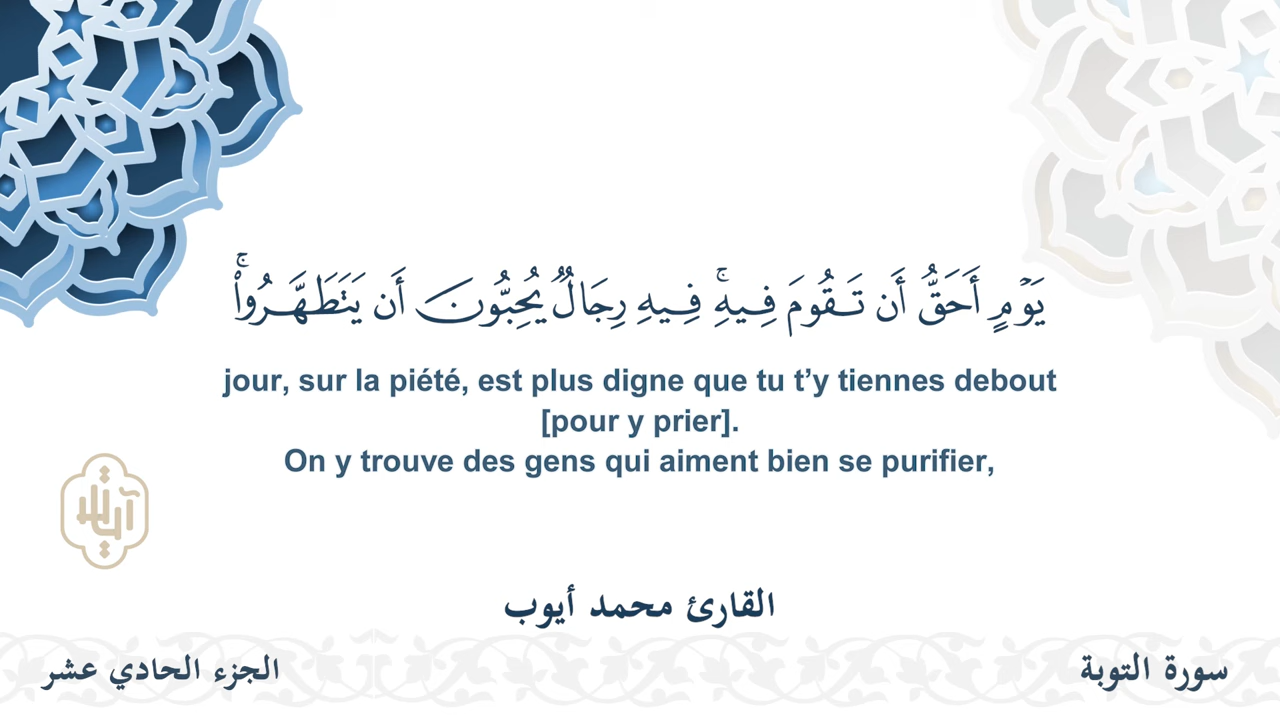 يَوْمٍ أَحَقُّ أَن تَقُومَ فِيهِۚ فِيهِ رِجَالٌ يُحِبُّونَ أَن يَتَطَهَّرُوا۟ۚ
jour, sur la piété, est plus digne que tu t’y tiennes debout
[pour y prier].
On y trouve des gens qui aiment bien se purifier,
آيات
القارئ محمد أيوب
الجزء الحادي عشر
سورة التوبة